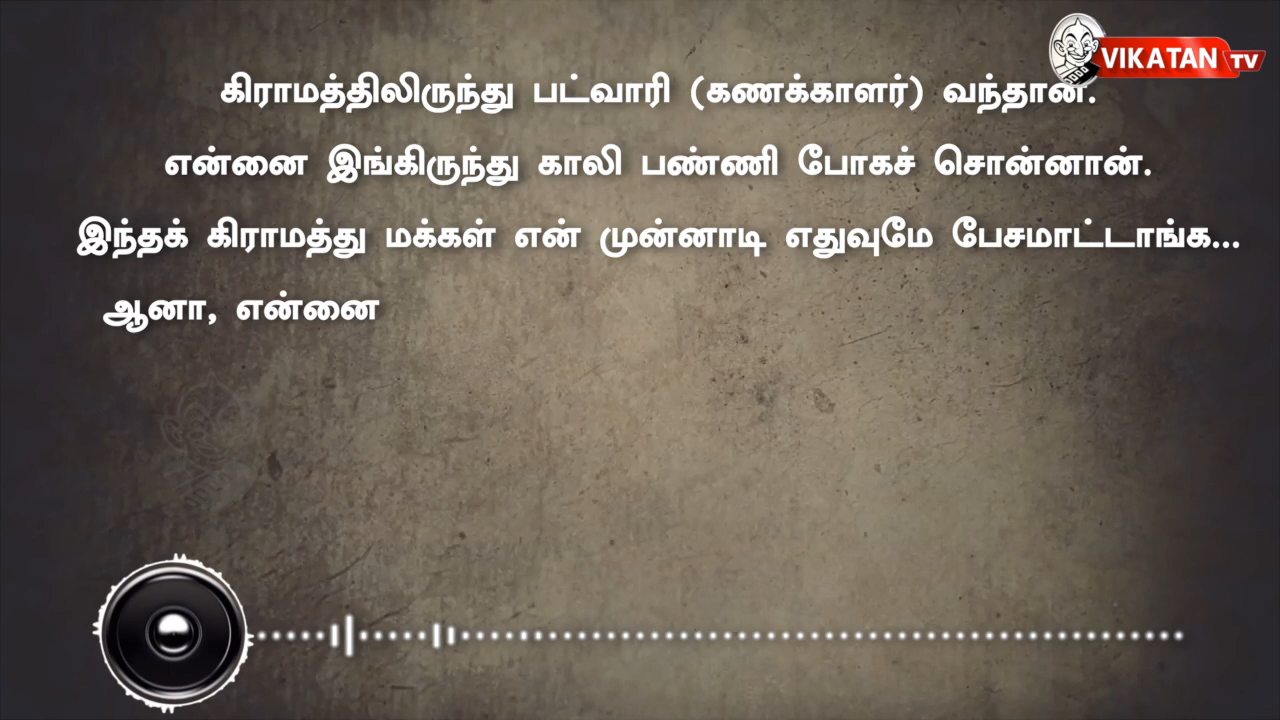 VIKATAN TV
கிராமத்திலிருந்து பட்வாரி (கணக்காளர்) வந்தான்.
என்னை இங்கிருந்து காலி பண்ணி போகச் சொன்னான்.
இந்தக் கிராமத்து மக்கள் என் முன்னாடி எதுவுமே பேசமாட்டாங்க...
ஆனா, என்னை